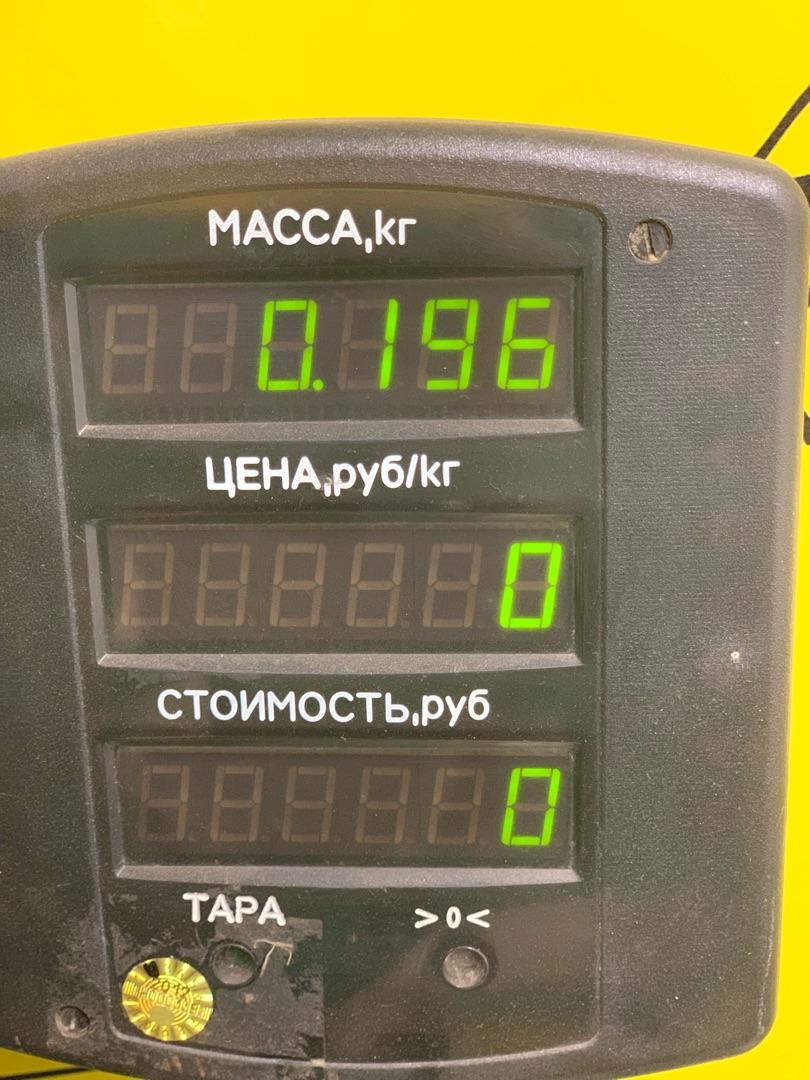 МАССА,кг
0.196
ЦЕНА,руб/кг
0
СТОИМОСТЬ,руб
0
ТАРА >0<